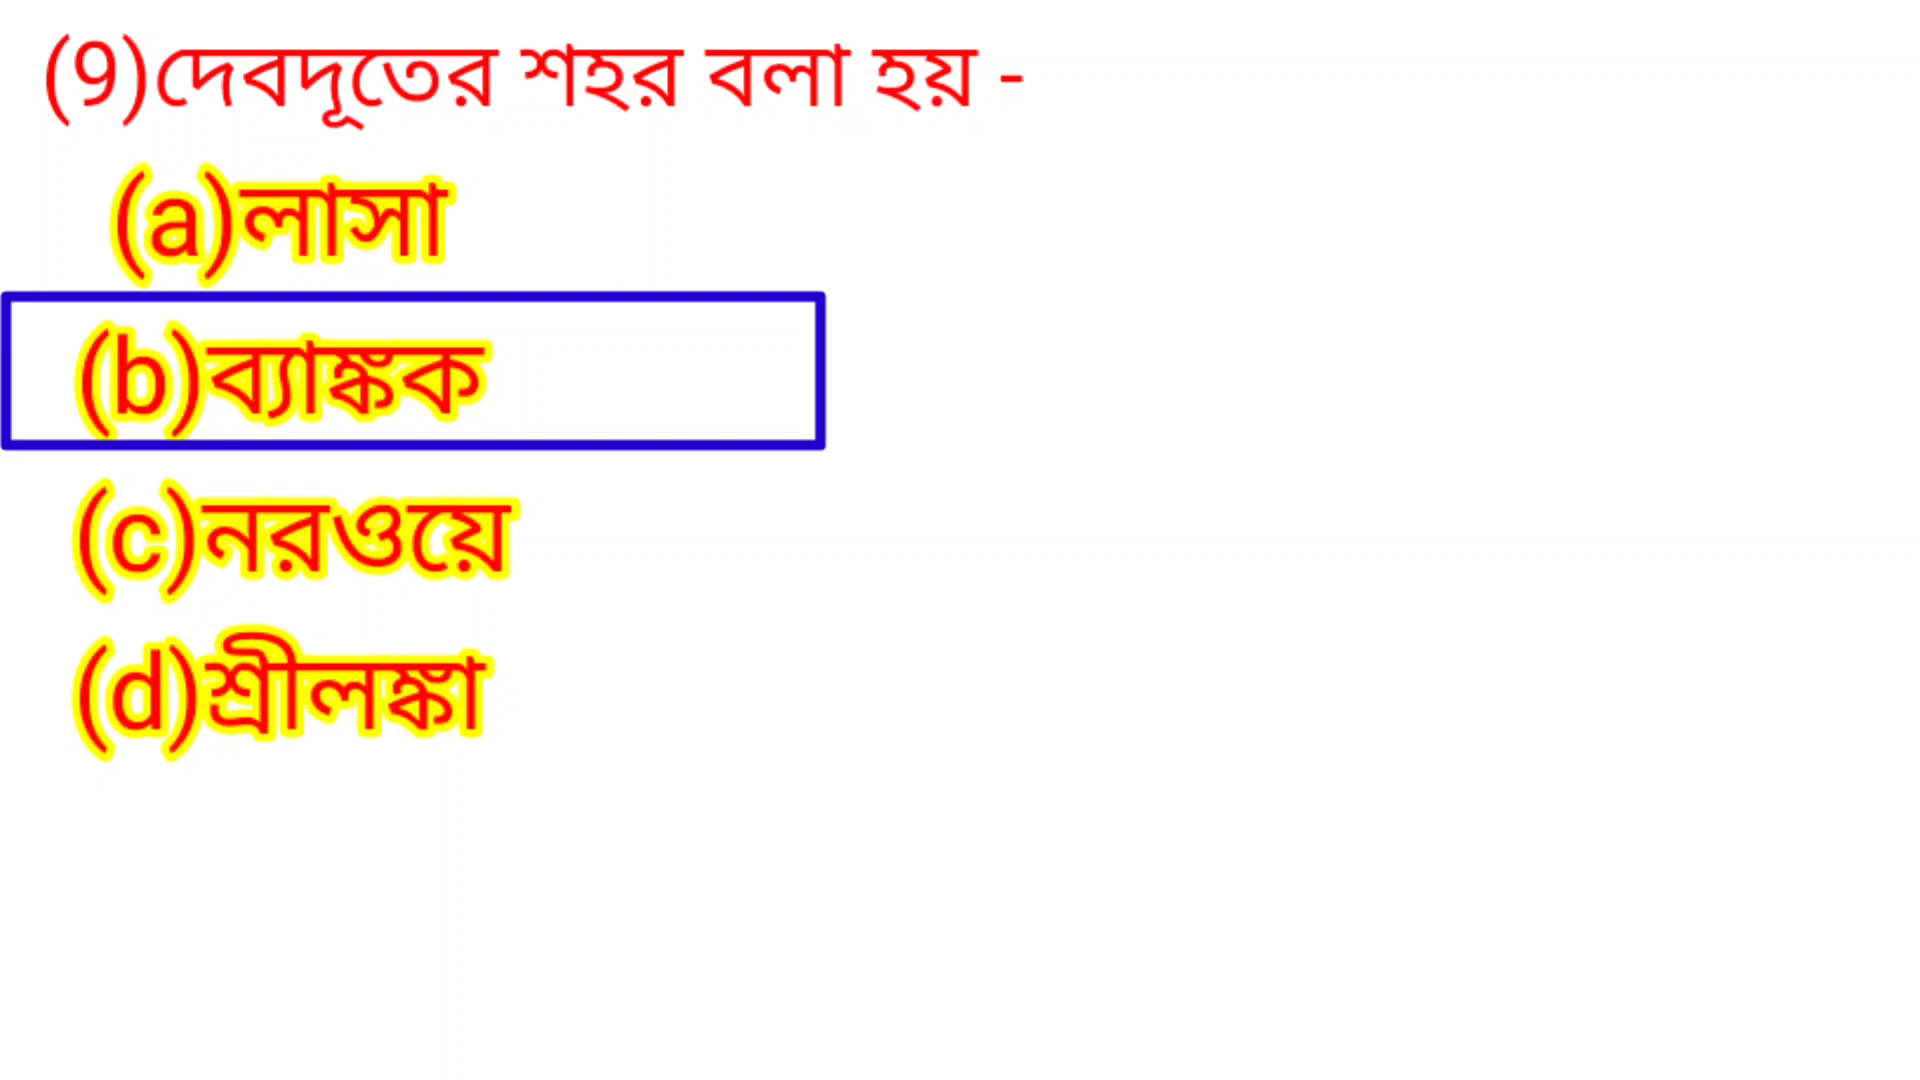 (9)দেবদূতের শহর বলা হয় -
(a)লাসা
(b)ব্যাঙ্কক
(c)নরওয়ে
(d)শ্রীলঙ্কা